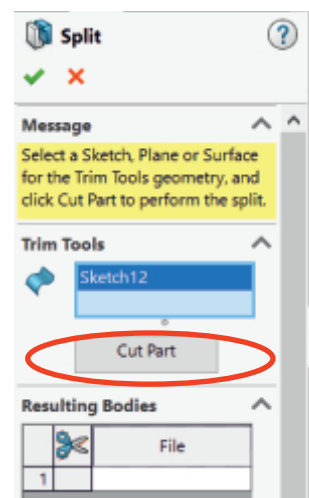 Split
?
Message
Select a Sketch, Plane or Surface
for the Trim Tools geometry, and
click Cut Part to perform the split.
Trim Tools
Sketch12
Cut Part
Resulting Bodies
File
1